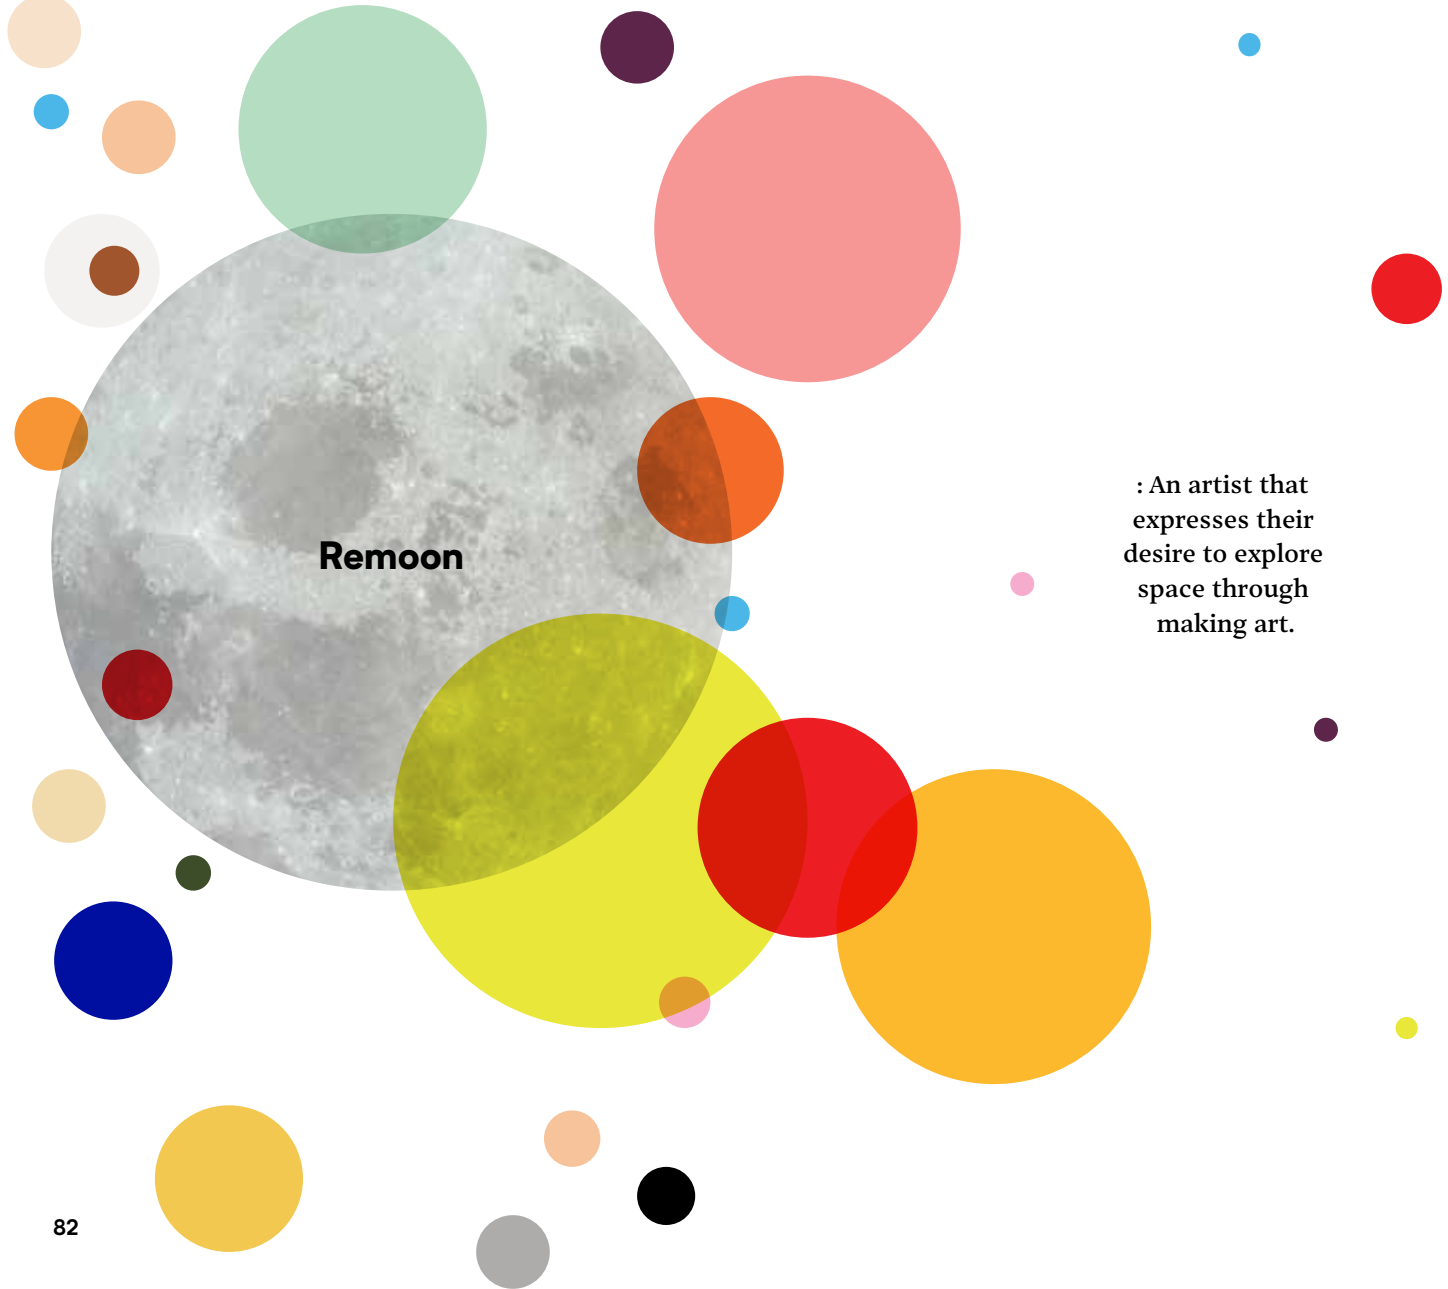 Remoon
: An artist that
expresses their
desire to explore
space through
making art.
82